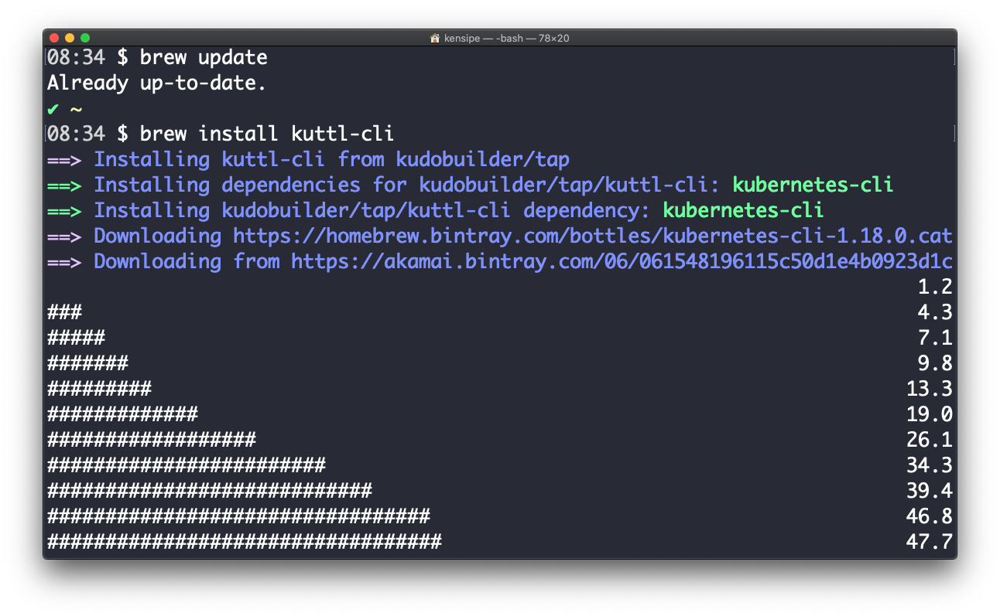 kensipe — -bash — 78×20
08:34 $ brew update
Already up-to-date.
✔ ~
08:34 $ brew install kuttl-cli
==> Installing kuttl-cli from kudobuilder/tap
==> Installing dependencies for kudobuilder/tap/kuttl-cli: kubernetes-cli
==> Installing kudobuilder/tap/kuttl-cli dependency: kubernetes-cli
==> Downloading https://homebrew.bintray.com/bottles/kubernetes-cli-1.18.0.cat
==> Downloading from https://akamai.bintray.com/06/061548196115c50d1e4b0923d1c
1.2
### 4.3
##### 7.1
####### 9.8
######### 13.3
############# 19.0
################## 26.1
######################## 34.3
############################ 39.4
################################# 46.8
################################## 47.7